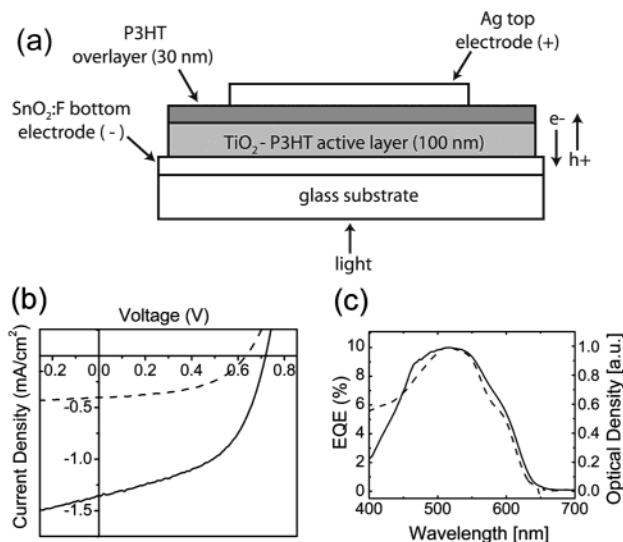 (a)
P3HT
overlayer (30 nm)
Ag top
electrode (+)
SnO2:F bottom
electrode (-)
TiO2- P3HT active layer (100 nm)
e-
h+
glass substrate
light
(b)
Voltage (V)
-0.2 0 0.2 0.4 0.6 0.8
Current Density (mA/cm²)
-0.5
-1.0
-1.5
(c)
EQE (%)
10
8
6
4
2
0
1.0
0.8
0.6
0.4
0.2
0.0
Optical Density [a.u.]
400 500 600 700
Wavelength [nm]